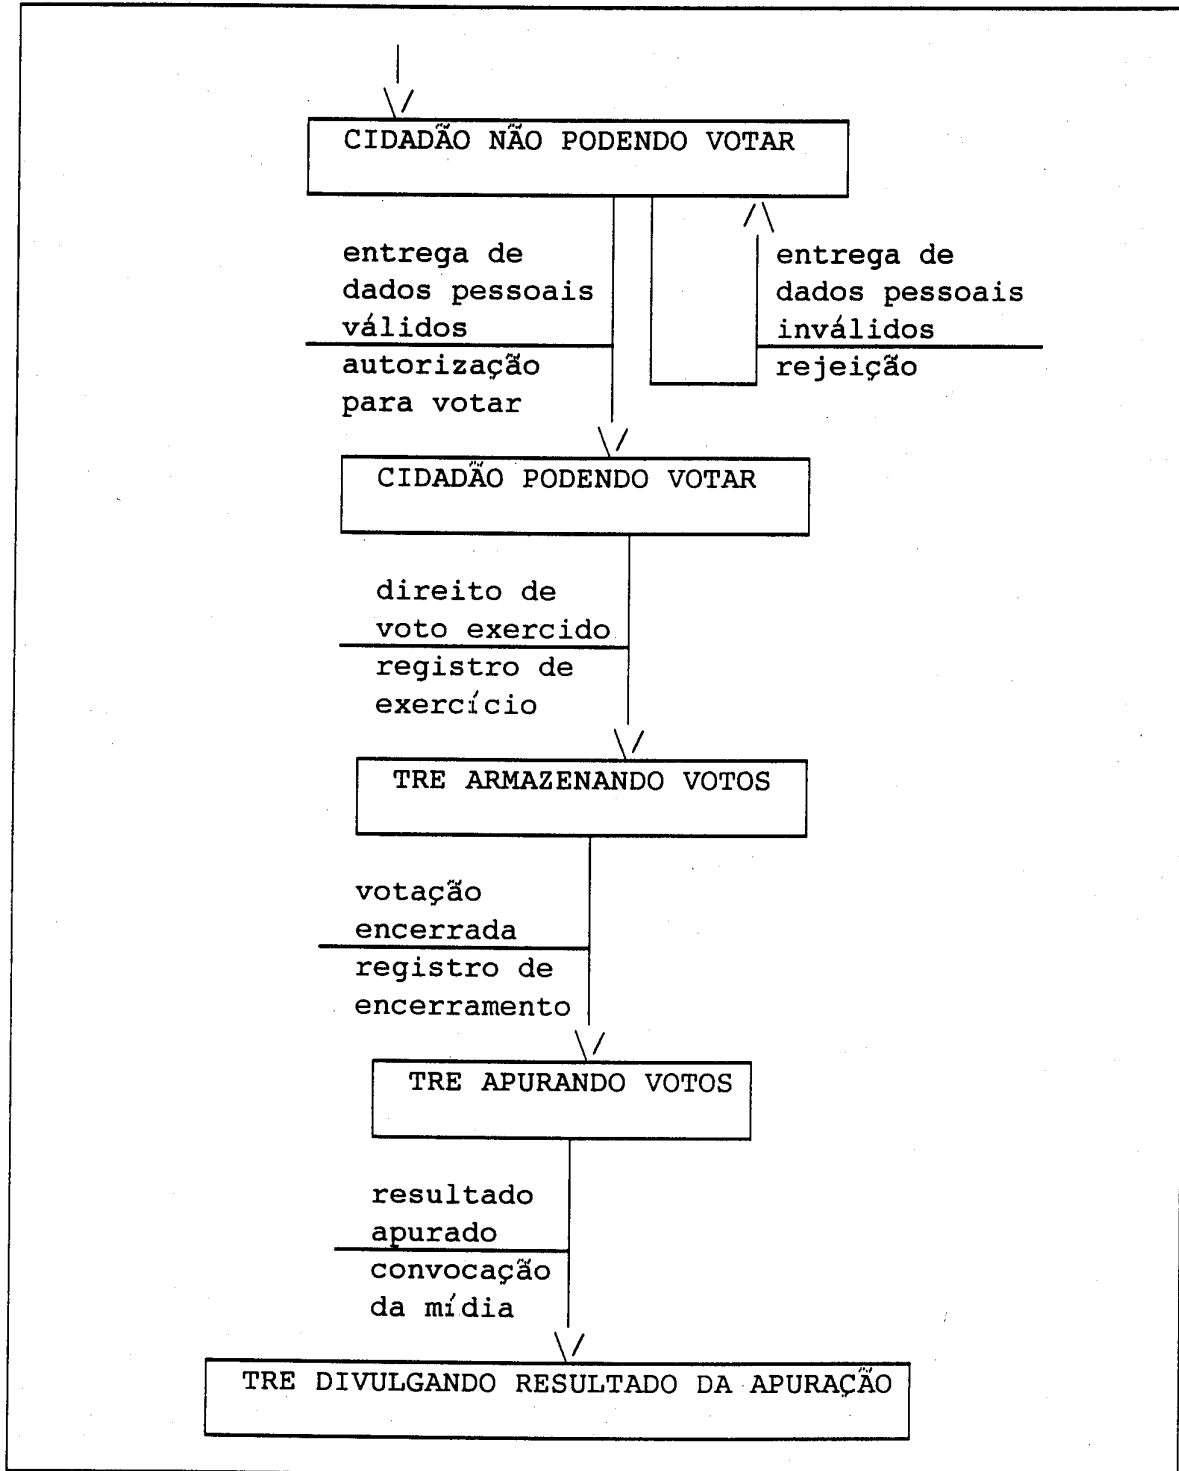 CIDADÃO NÃO PODENDO VOTAR
entrega de
dados pessoais
válidos
autorização
para votar
entrega de
dados pessoais
inválidos
rejeição
CIDADÃO PODENDO VOTAR
direito de
voto exercido
registro de
exercício
TRE ARMAZENANDO VOTOS
votação
encerrada
registro de
encerramento
TRE APURANDO VOTOS
resultado
apurado
convocação
da mídia
TRE DIVULGANDO RESULTADO DA APURAÇÃO